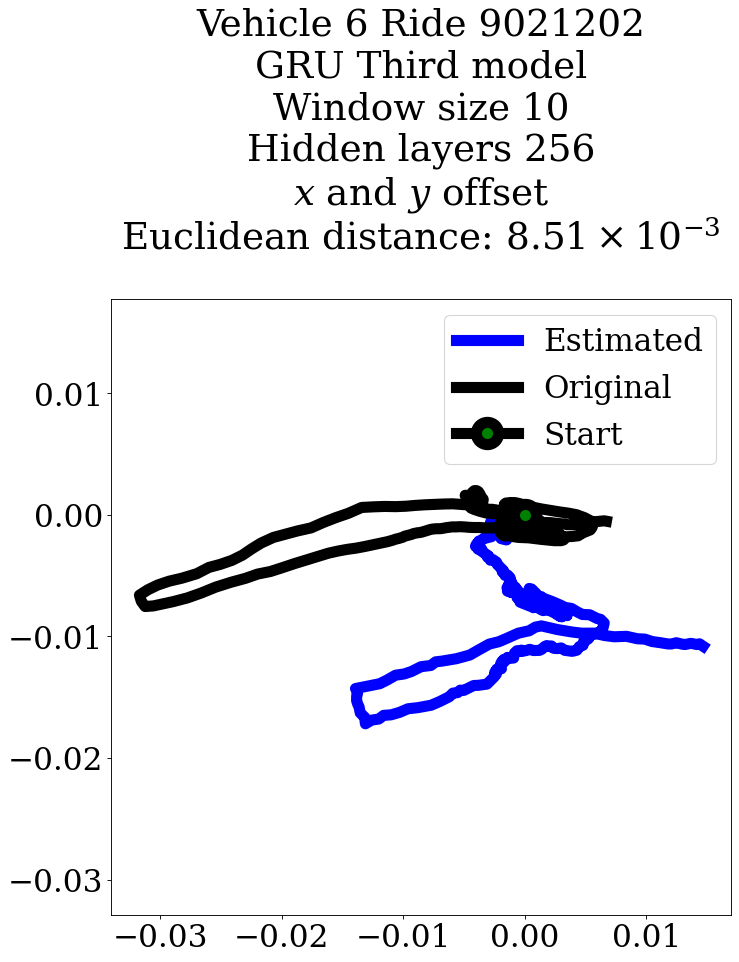 Vehicle 6 Ride 9021202
GRU Third model
Window size 10
Hidden layers 256
x and y offset
Euclidean distance: 8.51 × 10⁻³
Estimated
Original
Start
0.01
0.00
−0.01
−0.02
−0.03
−0.03 −0.02 −0.01 0.00 0.01